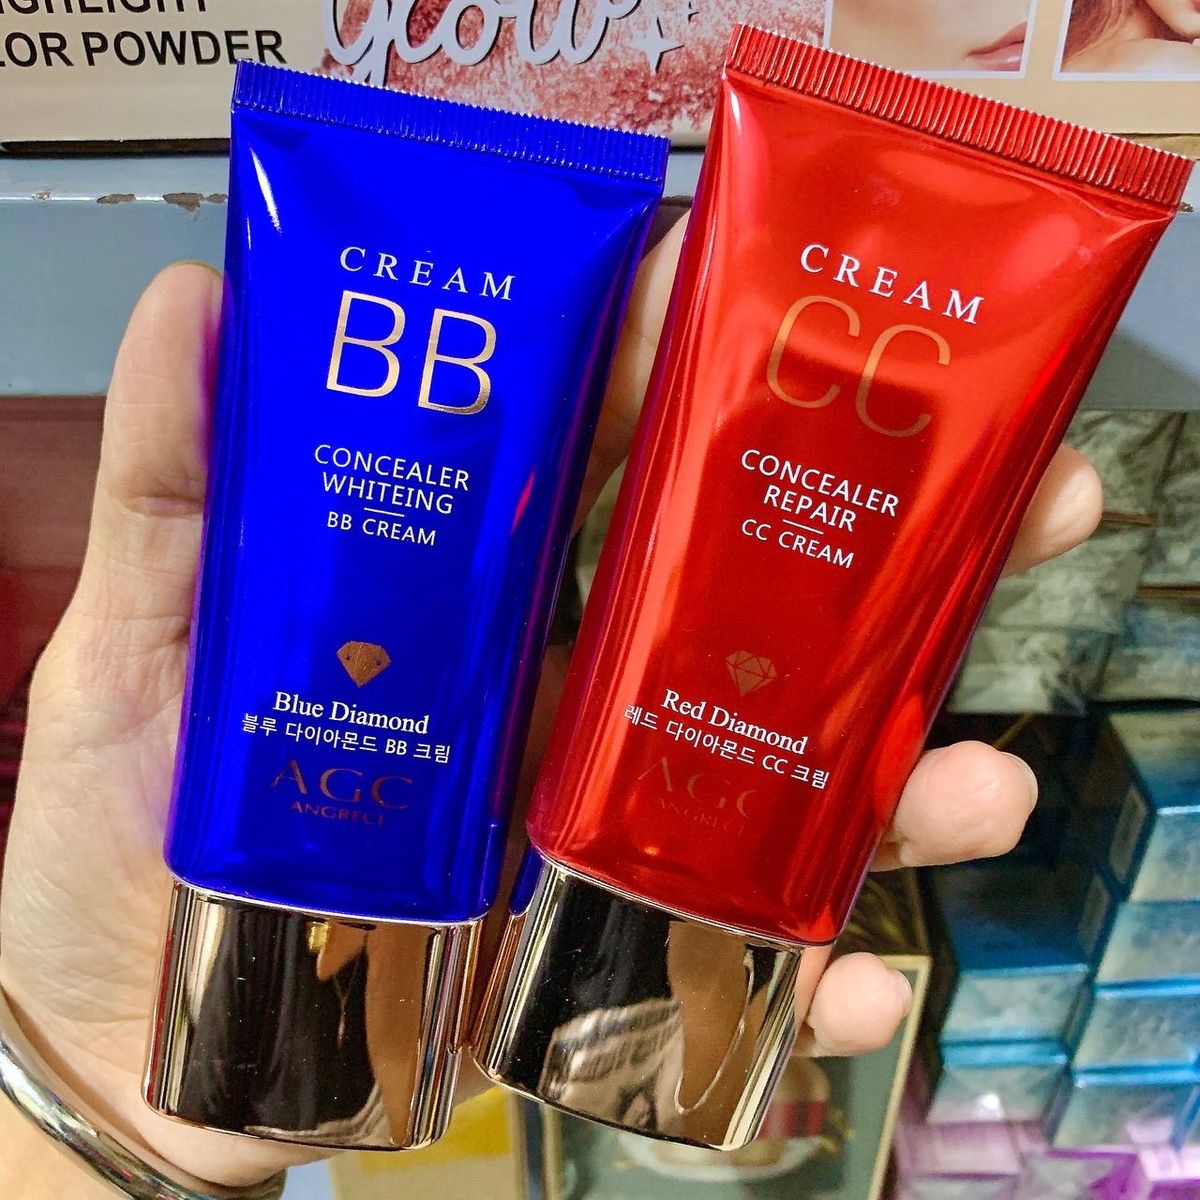 HIGHLIGHT
LOR POWDER
glow
CREAM
BB
CONCEALER
WHITEING
BB CREAM
Blue Diamond
블루 다이아몬드 BB 크림
AGC
ANGRECI
CREAM
CC
CONCEALER
REPAIR
CC CREAM
Red Diamond
레드 다이아몬드 CC 크림
AGC
ANGRECI